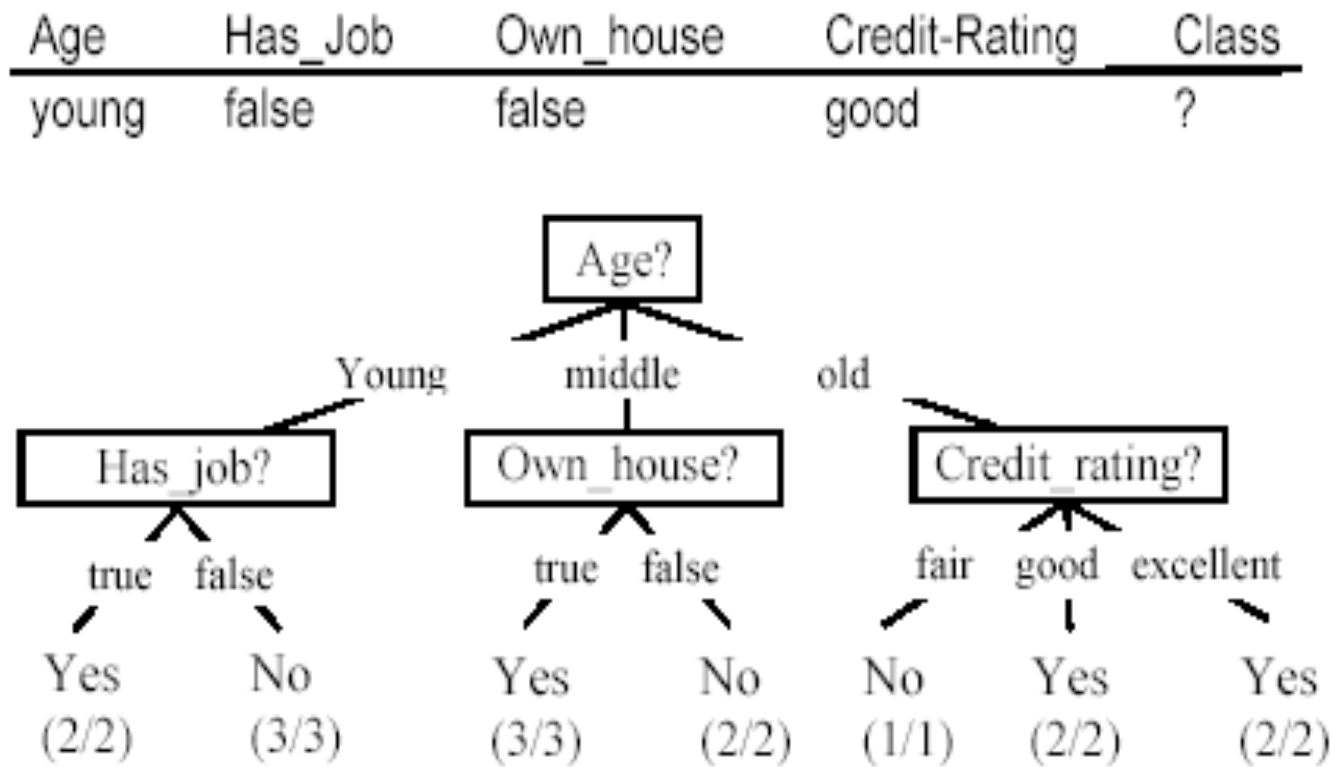 Age Has_Job Own_house Credit-Rating Class
young false false good ?
Age?
Young middle old
Has_job? Own_house? Credit_rating?
true false true false fair good excellent
Yes No Yes No No Yes Yes
(2/2) (3/3) (3/3) (2/2) (1/1) (2/2) (2/2)